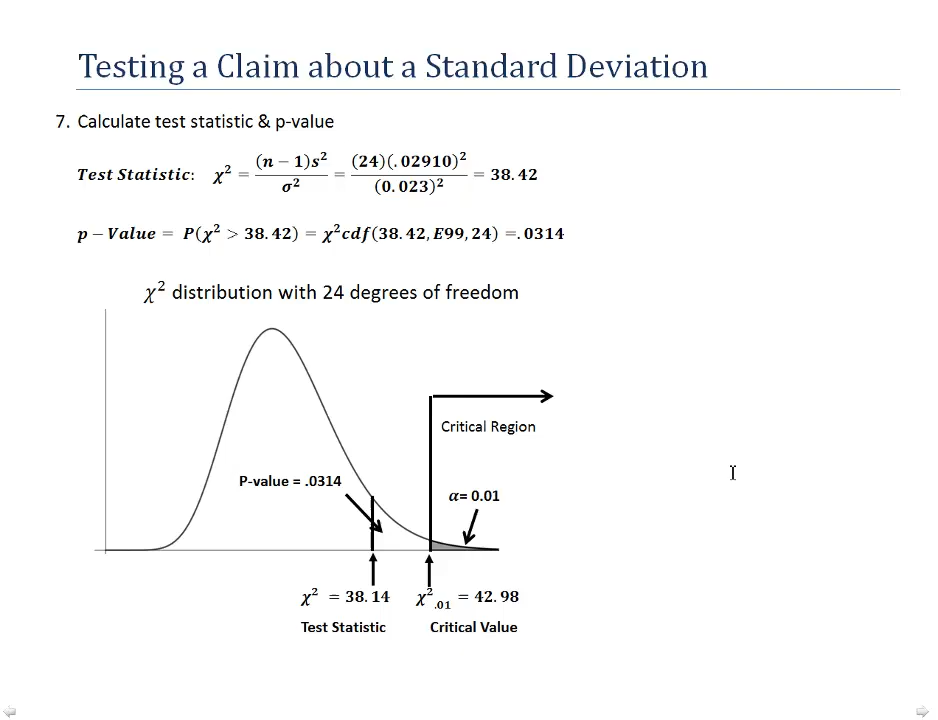 Testing a Claim about a Standard Deviation
7. Calculate test statistic & p-value
Test Statistic: χ² = (n − 1)s² / σ² = (24)(.02910)² / (0.023)² = 38.42
p − Value = P(χ² > 38.42) = χ²cdf(38.42, E99, 24) =.0314
χ² distribution with 24 degrees of freedom
Critical Region
P-value = .0314
α= 0.01
χ² = 38.14
χ².01 = 42.98
Test Statistic
Critical Value